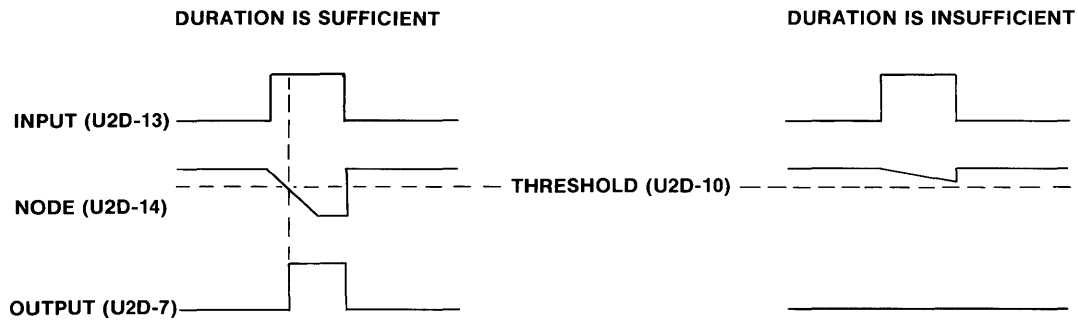 DURATION IS SUFFICIENT
DURATION IS INSUFFICIENT
INPUT (U2D-13)
THRESHOLD (U2D-10)
NODE (U2D-14)
OUTPUT (U2D-7)